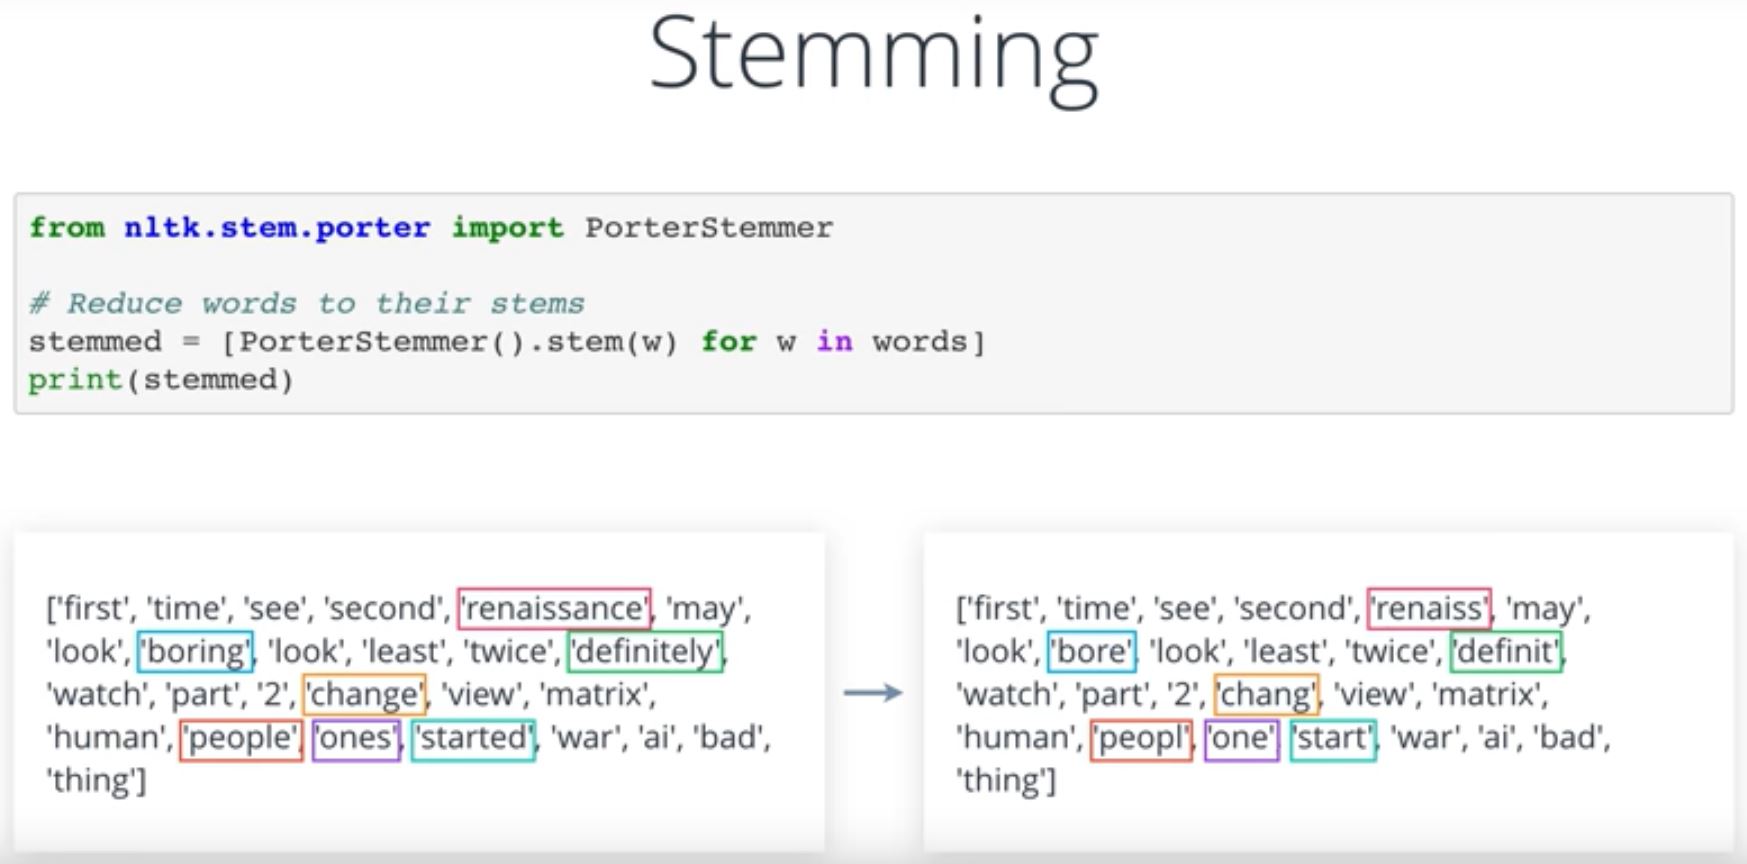 Stemming
from nltk.stem.porter import PorterStemmer
# Reduce words to their stems
stemmed = [PorterStemmer().stem(w) for w in words]
print(stemmed)
['first', 'time', 'see', 'second', 'renaissance', 'may',
'look', 'boring', 'look', 'least', 'twice', 'definitely',
'watch', 'part', '2', 'change', 'view', 'matrix',
'human', 'people', 'ones', 'started', 'war', 'ai', 'bad',
'thing']
['first', 'time', 'see', 'second', 'renaiss', 'may',
'look', 'bore', 'look', 'least', 'twice', 'definit',
'watch', 'part', '2', 'chang', 'view', 'matrix',
'human', 'peopl', 'one', 'start', 'war', 'ai', 'bad',
'thing']